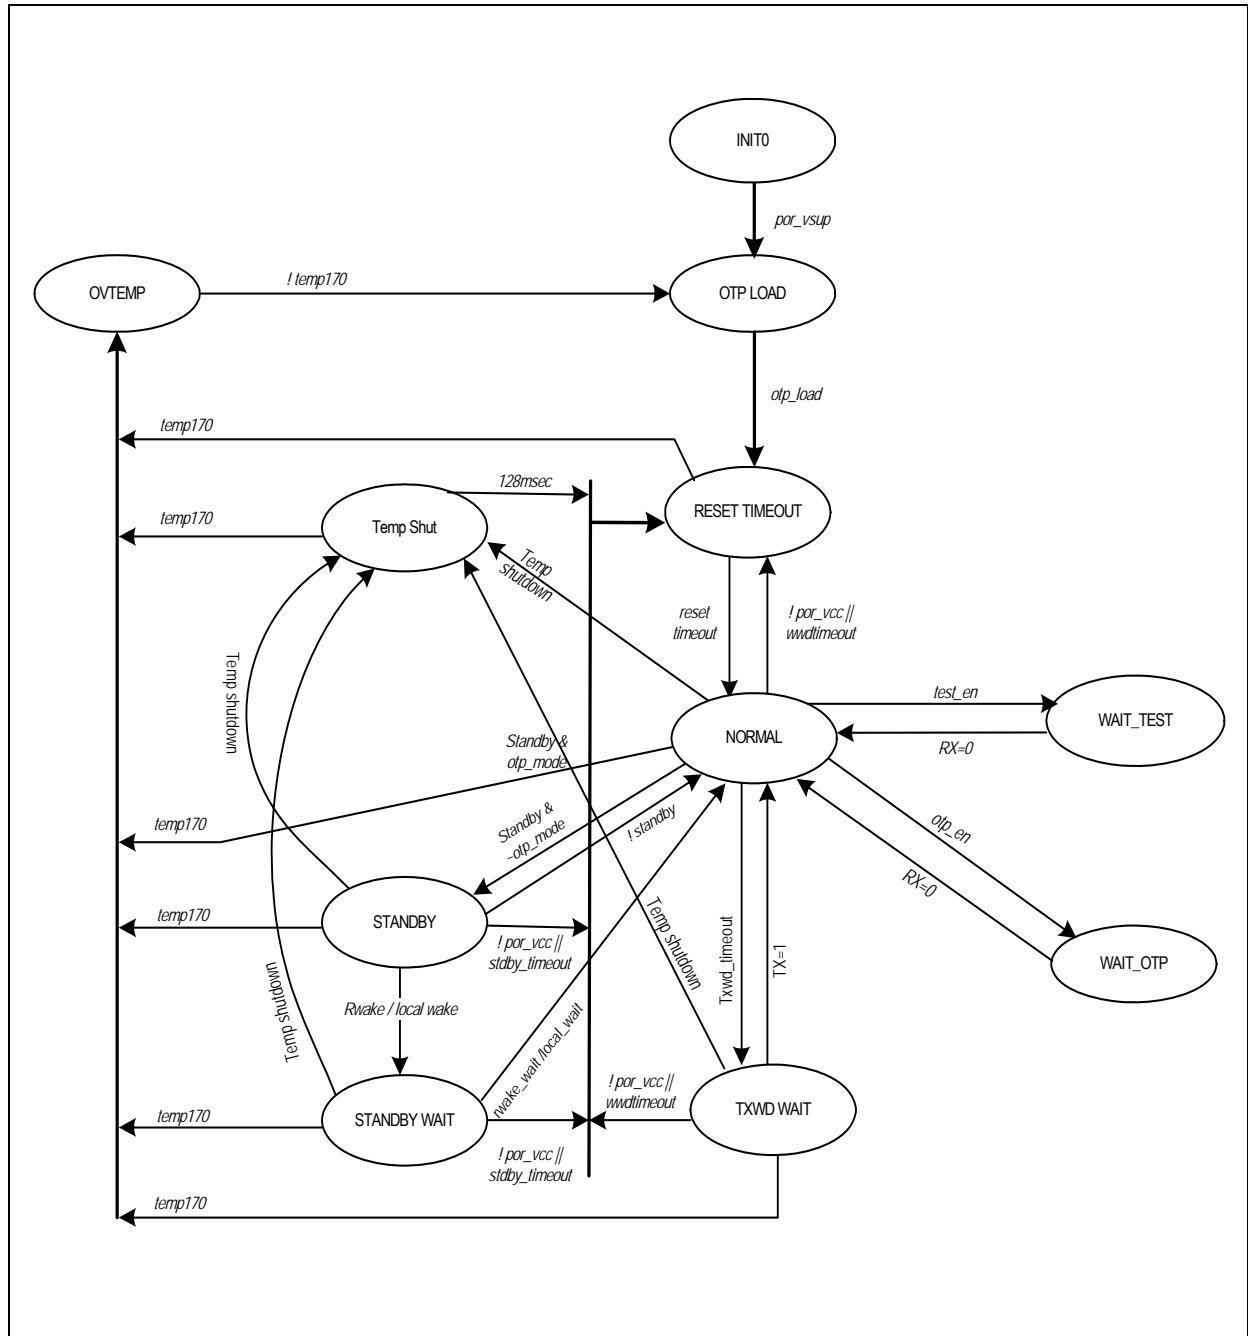 INIT0
por_vsup
OVTEMP
! temp170
OTP LOAD
otp_load
temp170
128msec
RESET TIMEOUT
temp170
Temp Shut
Temp
shutdown
reset
timeout
! por_vcc ||
wwdtimeout
Temp shutdown
test_en
WAIT_TEST
NORMAL
RX=0
Standby &
otp_mode
temp170
Standby &
~otp_mode
! standby
otp_en
RX=0
STANDBY
temp170
! por_vcc ||
stdby_timeout
Temp shutdown
Txwd_timeout
TX=1
WAIT_OTP
Rwake / local wake
Temp shutdown
rwake_wait /local_wait
! por_vcc ||
wwdtimeout
temp170
STANDBY WAIT
TXWD WAIT
! por_vcc ||
stdby_timeout
temp170